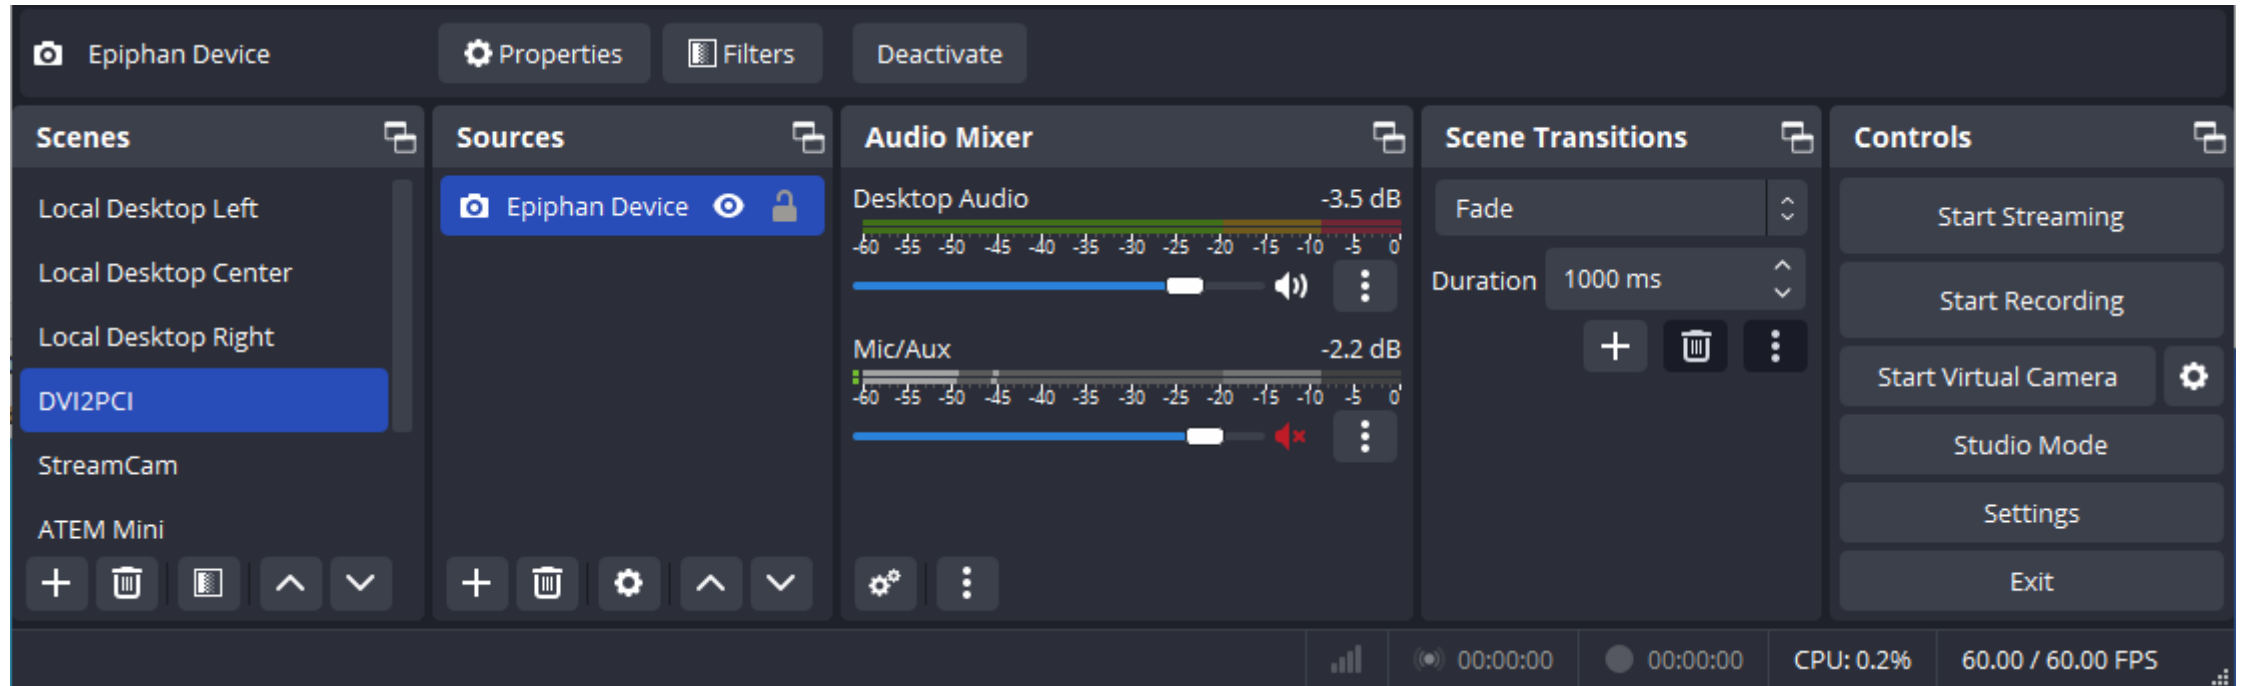 Epiphan Device
Properties
Filters
Deactivate
Scenes
Local Desktop Left
Local Desktop Center
Local Desktop Right
DVI2PCI
StreamCam
ATEM Mini
Sources
Epiphan Device
Audio Mixer
Desktop Audio -3.5 dB
-60 -55 -50 -45 -40 -35 -30 -25 -20 -15 -10 -5 0
Mic/Aux -2.2 dB
-60 -55 -50 -45 -40 -35 -30 -25 -20 -15 -10 -5 0
Scene Transitions
Fade
Duration 1000 ms
Controls
Start Streaming
Start Recording
Start Virtual Camera
Studio Mode
Settings
Exit
00:00:00 00:00:00 CPU: 0.2% 60.00 / 60.00 FPS